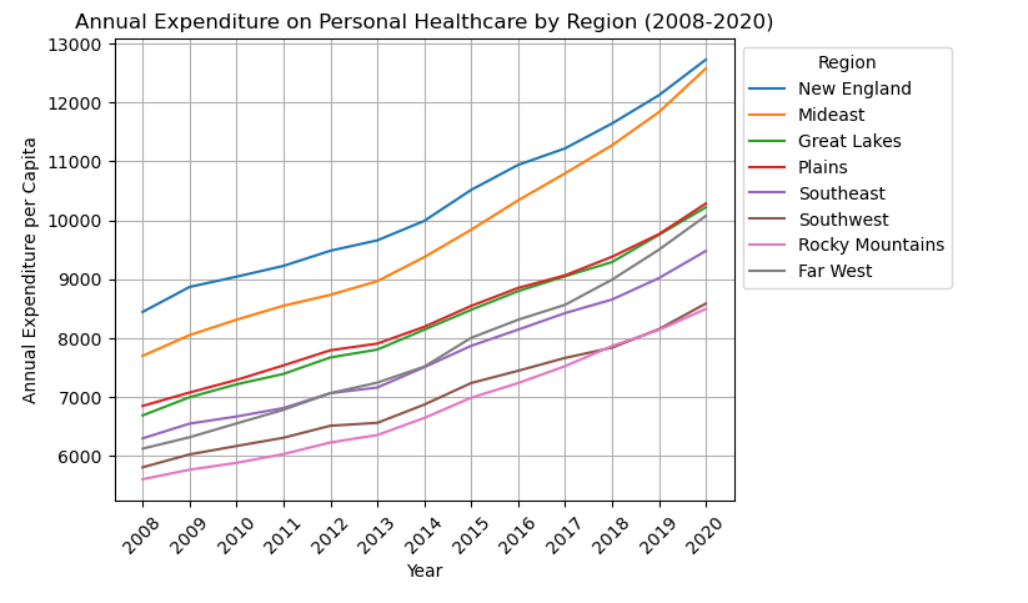 Annual Expenditure on Personal Healthcare by Region (2008-2020)
13000
12000
11000
10000
9000
8000
7000
6000
Annual Expenditure per Capita
2008
2009
2010
2011
2012
2013
2014
2015
2016
2017
2018
2019
2020
Year
Region
New England
Mideast
Great Lakes
Plains
Southeast
Southwest
Rocky Mountains
Far West